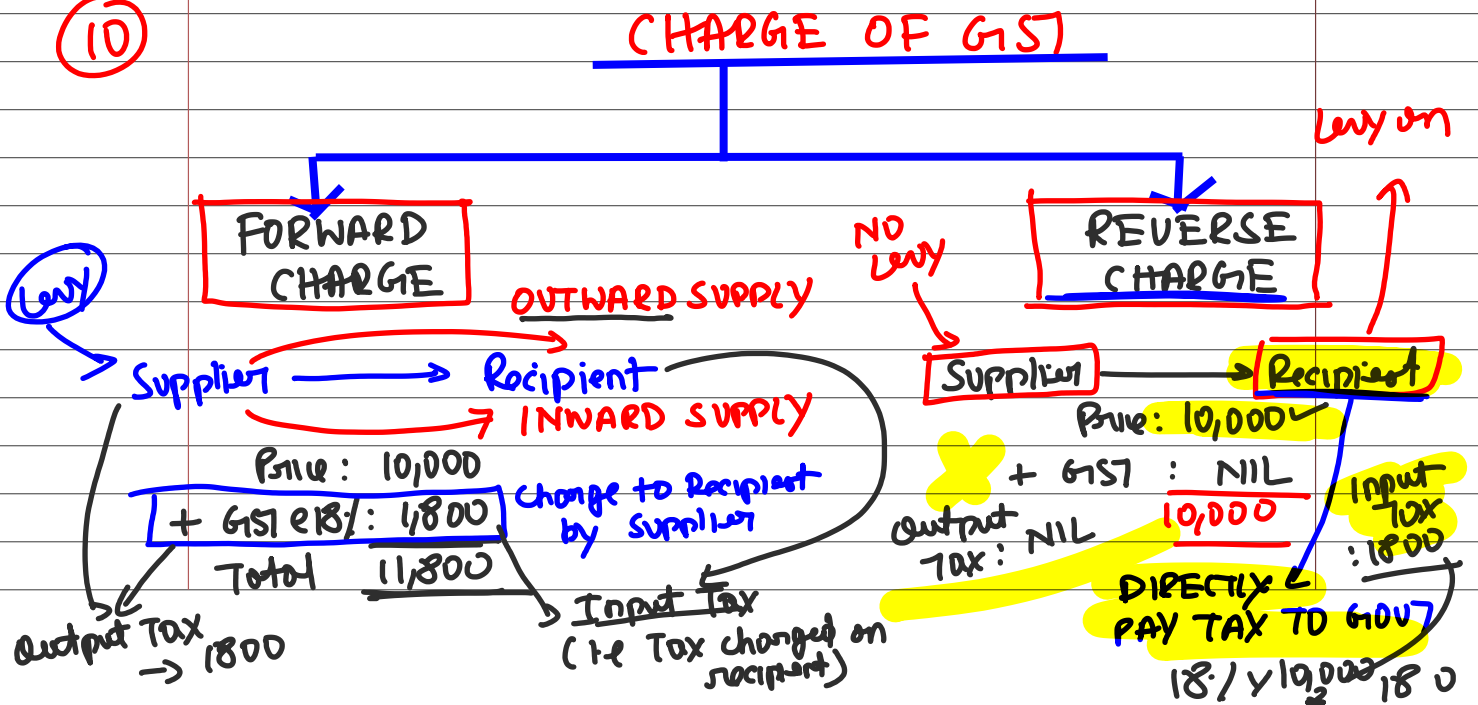 10
CHARGE OF GST
Levy on
FORWARD
CHARGE
REVERSE
CHARGE
NO
Levy
Levy
OUTWARD SUPPLY
Supplier
Recipient
INWARD SUPPLY
Price: 10,000
+ GST @ 18%: 1,800
Total 11,800
Charge to Recipient
by Supplier
Output Tax
→ 1800
Input Tax
(ie Tax charged on
recipient)
Supplier
Recipient
Price: 10,000
+ GST : NIL
10,000
Output
Tax: NIL
Input
Tax
: 1800
DIRECTLY
PAY TAX TO GOVT
18% x 10,000
18 0